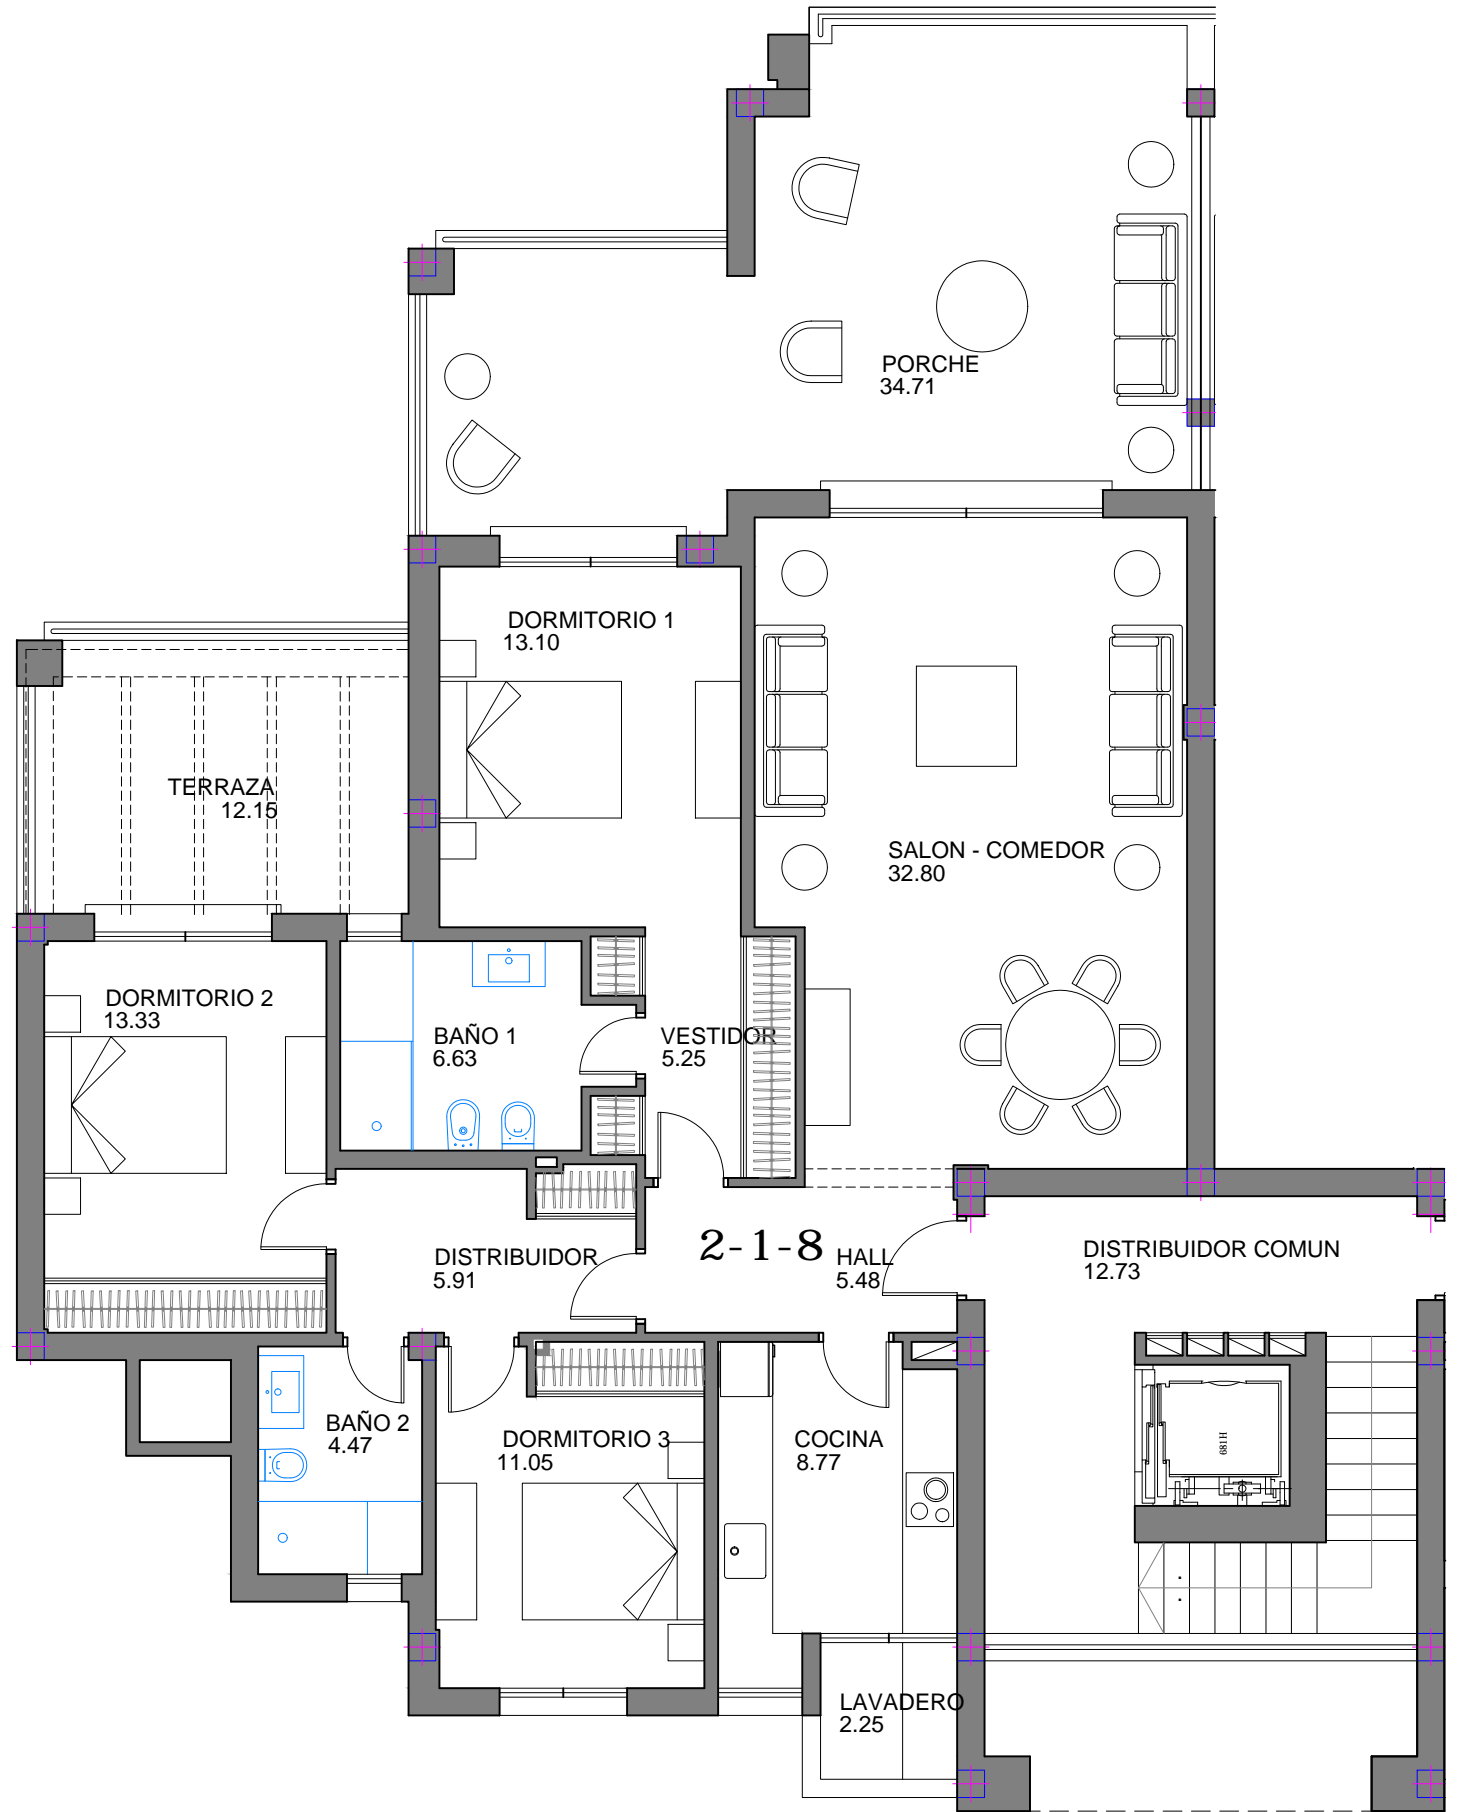 PORCHE
34.71
DORMITORIO 1
13.10
TERRAZA
12.15
SALON - COMEDOR
32.80
DORMITORIO 2
13.33
BAÑO 1
6.63
VESTIDOR
5.25
2-1-8
DISTRIBUIDOR
5.91
HALL
5.48
DISTRIBUIDOR COMUN
12.73
BAÑO 2
4.47
DORMITORIO 3
11.05
COCINA
8.77
681H
LAVADERO
2.25